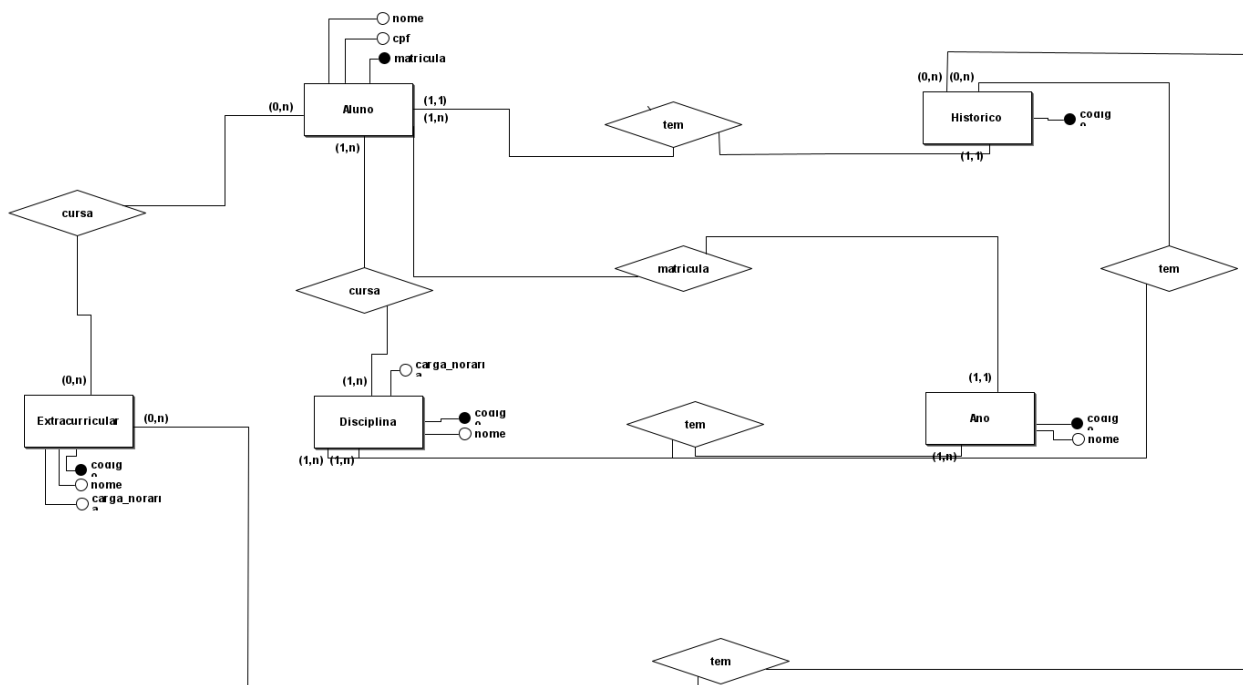 nome
cpf
matricula
(0,n)
Aluno
(1,1)
(1,n)
(1,n)
tem
(0,n)
(0,n)
Historico
(1,1)
cursa
cursa
matricula
tem
(0,n)
Extracurricular
(0,n)
nome
(1,n)
Disciplina
nome
(1,n)
(1,n)
tem
(1,1)
Ano
nome
(1,n)
tem